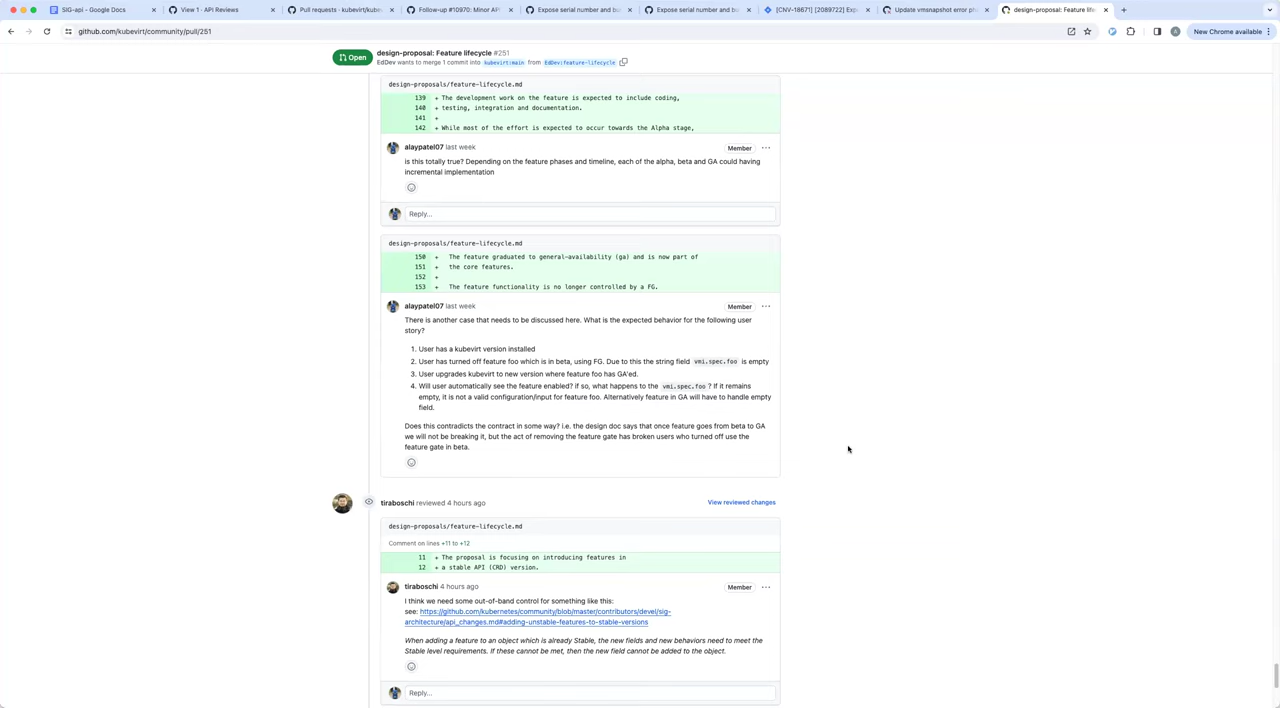 SIG-api - Google Docs
View 1 · API Reviews
Pull requests · kubevirt/kube
Follow-up #10970: Minor AP
Expose serial number and ba
Expose serial number and ba
[CNV-18671] [2089722] Exp
Update vmsnapshot error ph
design-proposal: Feature life
github.com/kubevirt/community/pull/251
New Chrome available
Open
design-proposal: Feature lifecycle #251
EdDev wants to merge 1 commit into kubevirt:main from EdDev:feature-lifecycle
design-proposals/feature-lifecycle.md
139 + The development work on the feature is expected to include coding,
140 + testing, integration and documentation.
141 +
142 + While most of the effort is expected to occur towards the Alpha stage,
alaypatel07 last week
Member
is this totally true? Depending on the feature phases and timeline, each of the alpha, beta and GA could having
incremental implementation
Reply...
design-proposals/feature-lifecycle.md
150 + The feature graduated to general-availability (ga) and is now part of
151 + the core features.
152 +
153 + The feature functionality is no longer controlled by a FG.
alaypatel07 last week
Member
There is another case that needs to be discussed here. What is the expected behavior for the following user
story?
1. User has a kubevirt version installed
2. User has turned off feature foo which is in beta, using FG. Due to this the string field vmi.spec.foo is empty
3. User upgrades kubevirt to new version where feature foo has GA'ed.
4. Will user automatically see the feature enabled? if so, what happens to the vmi.spec.foo ? If it remains
empty, it is not a valid configuration/input for feature foo. Alternatively feature in GA will have to handle empty
field.
Does this contradicts the contract in some way? i.e. the design doc says that once feature goes from beta to GA
we will not be breaking it, but the act of removing the feature gate has broken users who turned off use the
feature gate in beta.
tiraboschi reviewed 4 hours ago
View reviewed changes
design-proposals/feature-lifecycle.md
Comment on lines +11 to +12
11 + The proposal is focusing on introducing features in
12 + a stable API (CRD) version.
tiraboschi 4 hours ago
Member
I think we need some out-of-band control for something like this:
see: https://github.com/kubernetes/community/blob/master/contributors/devel/sig-
architecture/api_changes.md#adding-unstable-features-to-stable-versions
When adding a feature to an object which is already Stable, the new fields and new behaviors need to meet the
Stable level requirements. If these cannot be met, then the new field cannot be added to the object.
Reply...